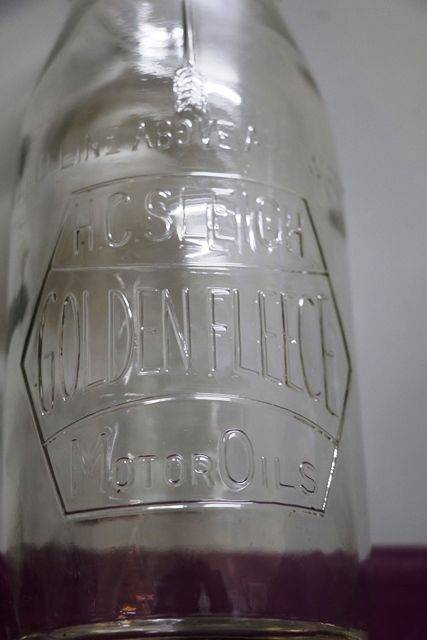 LINE ABOVE A
H.C. SLEIGH
GOLDEN FLEECE
MOTOR OILS